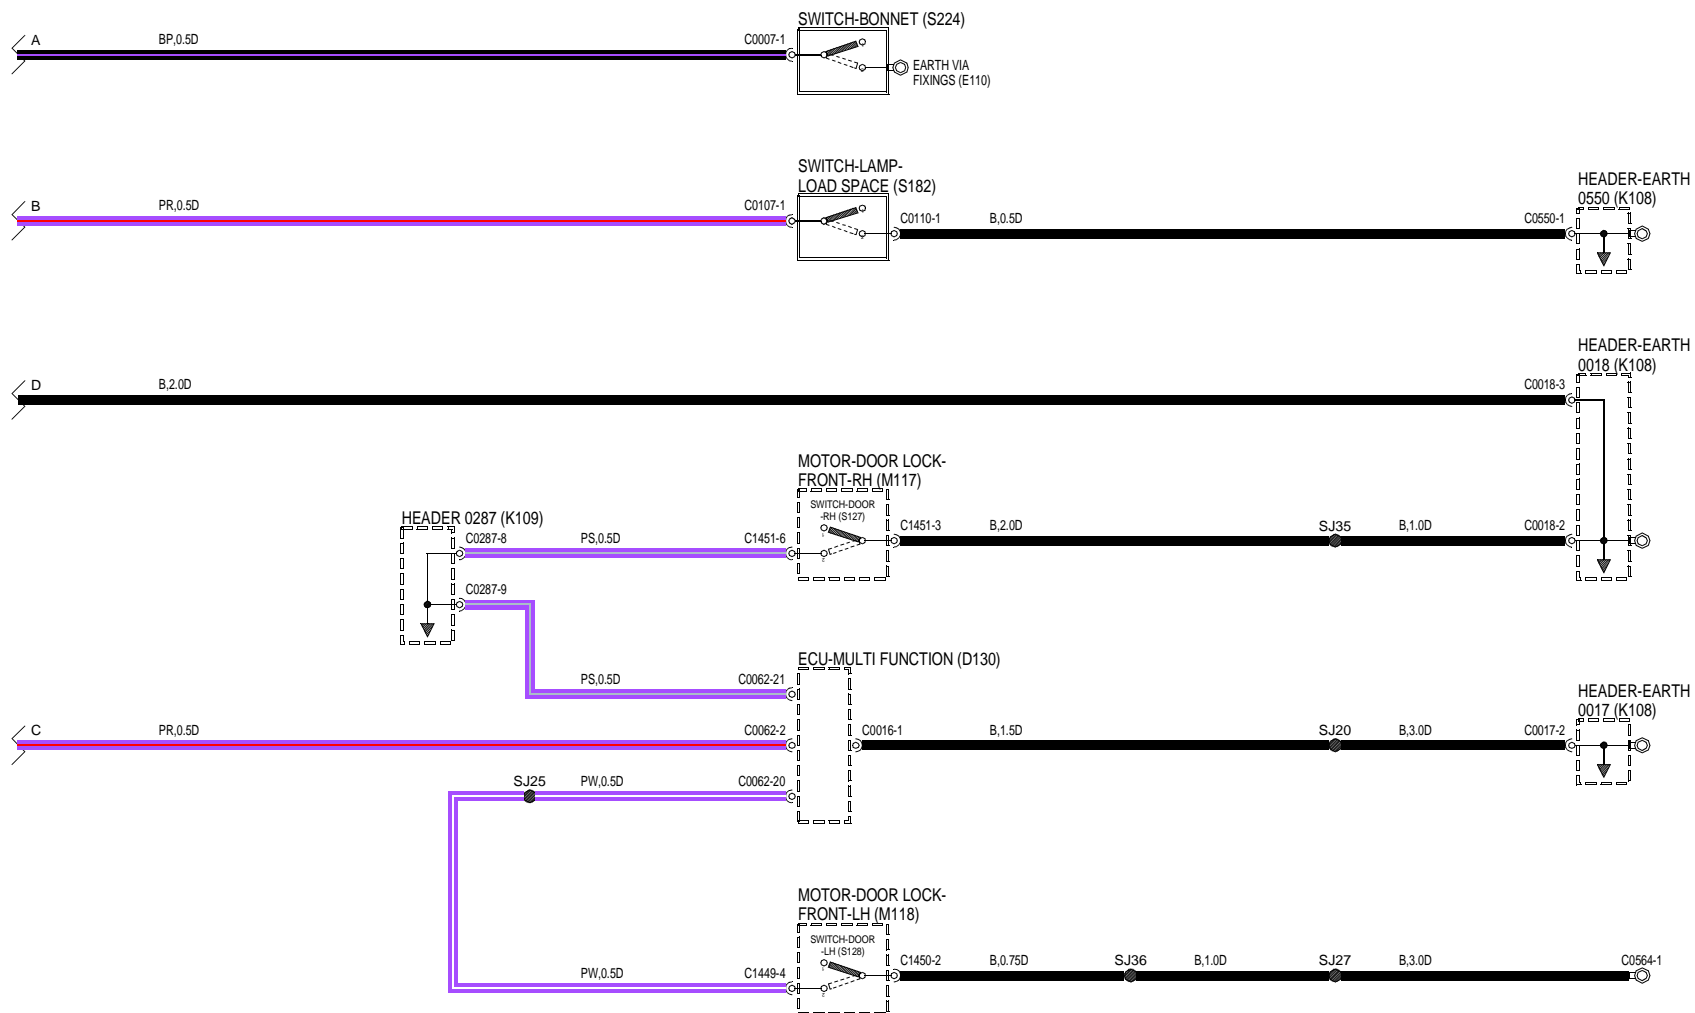 SWITCH-BONNET (S224)
A
BP,0.5D
C0007-1
EARTH VIA
FIXINGS (E110)
SWITCH-LAMP-
LOAD SPACE (S182)
HEADER-EARTH
0550 (K108)
B
PR,0.5D
C0107-1
C0110-1
B,0.5D
C0550-1
HEADER-EARTH
0018 (K108)
D
B,2.0D
C0018-3
MOTOR-DOOR LOCK-
FRONT-RH (M117)
SWITCH-DOOR
-RH (S127)
HEADER 0287 (K109)
C0287-8
PS,0.5D
C1451-6
1
2
C1451-3
B,2.0D
SJ35
B,1.0D
C0018-2
C0287-9
ECU-MULTI FUNCTION (D130)
PS,0.5D
C0062-21
HEADER-EARTH
0017 (K108)
C
PR,0.5D
C0062-2
C0016-1
B,1.5D
SJ20
B,3.0D
C0017-2
SJ25
PW,0.5D
C0062-20
MOTOR-DOOR LOCK-
FRONT-LH (M118)
SWITCH-DOOR
-LH (S128)
PW,0.5D
C1449-4
1
2
C1450-2
B,0.75D
SJ36
B,1.0D
SJ27
B,3.0D
C0564-1